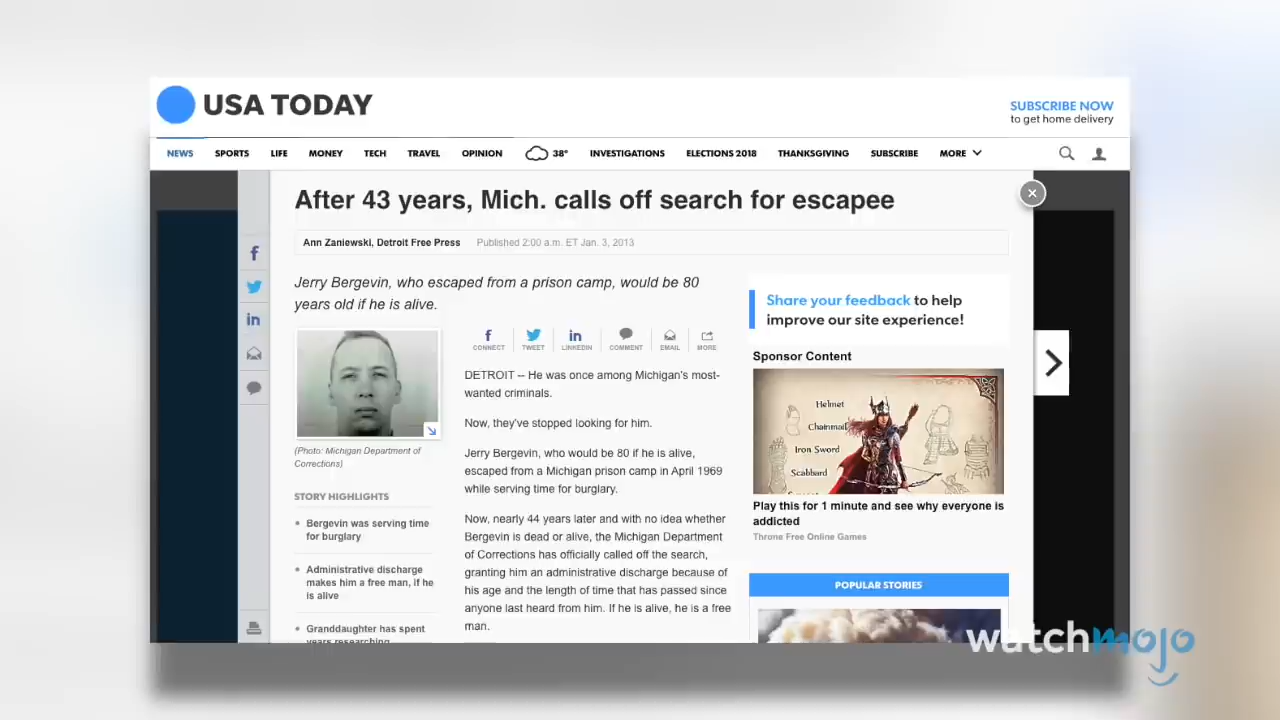 USA TODAY
SUBSCRIBE NOW
to get home delivery
NEWS SPORTS LIFE MONEY TECH TRAVEL OPINION 38° INVESTIGATIONS ELECTIONS 2018 THANKSGIVING SUBSCRIBE MORE
After 43 years, Mich. calls off search for escapee
Ann Zaniewski, Detroit Free Press Published 2:00 a.m. ET Jan. 3, 2013
Jerry Bergevin, who escaped from a prison camp, would be 80
years old if he is alive.
(Photo: Michigan Department of
Corrections)
STORY HIGHLIGHTS
Bergevin was serving time
for burglary
Administrative discharge
makes him a free man, if he
is alive
Granddaughter has spent
years researching
CONNECT TWEET LINKEDIN COMMENT EMAIL MORE
DETROIT -- He was once among Michigan's most-
wanted criminals.
Now, they've stopped looking for him.
Jerry Bergevin, who would be 80 if he is alive,
escaped from a Michigan prison camp in April 1969
while serving time for burglary.
Now, nearly 44 years later and with no idea whether
Bergevin is dead or alive, the Michigan Department
of Corrections has officially called off the search,
granting him an administrative discharge because of
his age and the length of time that has passed since
anyone last heard from him. If he is alive, he is a free
man.
Share your feedback to help
improve our site experience!
Sponsor Content
Helmet
Chainmail
Iron Sword
Scabbard
Play this for 1 minute and see why everyone is
addicted
Throne Free Online Games
POPULAR STORIES
watchmojo